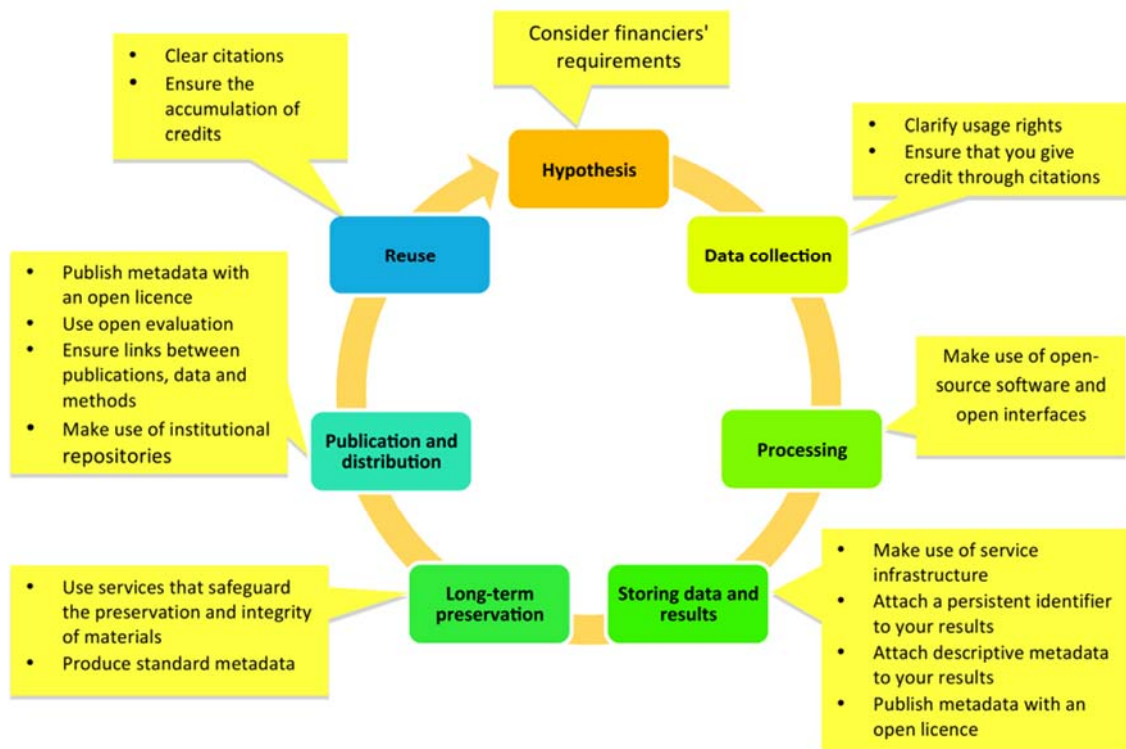 Consider financiers'
requirements
Hypothesis
• Clarify usage rights
• Ensure that you give
credit through citations
Data collection
Make use of open-
source software and
open interfaces
Processing
• Make use of service
infrastructure
• Attach a persistent identifier
to your results
• Attach descriptive metadata
to your results
• Publish metadata with an
open licence
Storing data and
results
Long-term
preservation
• Use services that safeguard
the preservation and integrity
of materials
• Produce standard metadata
Publication and
distribution
• Publish metadata with
an open licence
• Use open evaluation
• Ensure links between
publications, data and
methods
• Make use of institutional
repositories
Reuse
• Clear citations
• Ensure the
accumulation of
credits